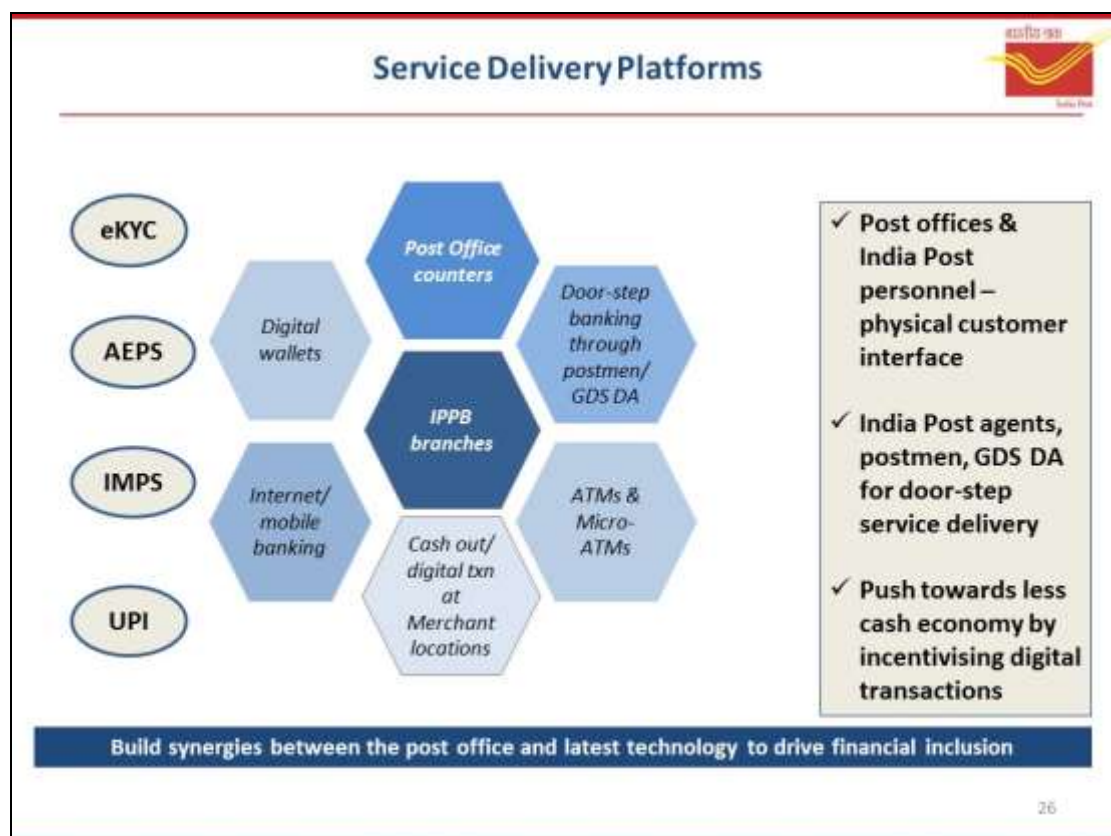 Service Delivery Platforms
भारतीय डाक
India Post
eKYC
AEPS
IMPS
UPI
Post Office
counters
Digital
wallets
Door-step
banking
through
postmen/
GDS DA
IPPB
branches
Internet/
mobile
banking
ATMs &
Micro-
ATMs
Cash out/
digital txn
at
Merchant
locations
✓ Post offices &
India Post
personnel –
physical customer
interface
✓ India Post agents,
postmen, GDS DA
for door-step
service delivery
✓ Push towards less
cash economy by
incentivising digital
transactions
Build synergies between the post office and latest technology to drive financial inclusion
26